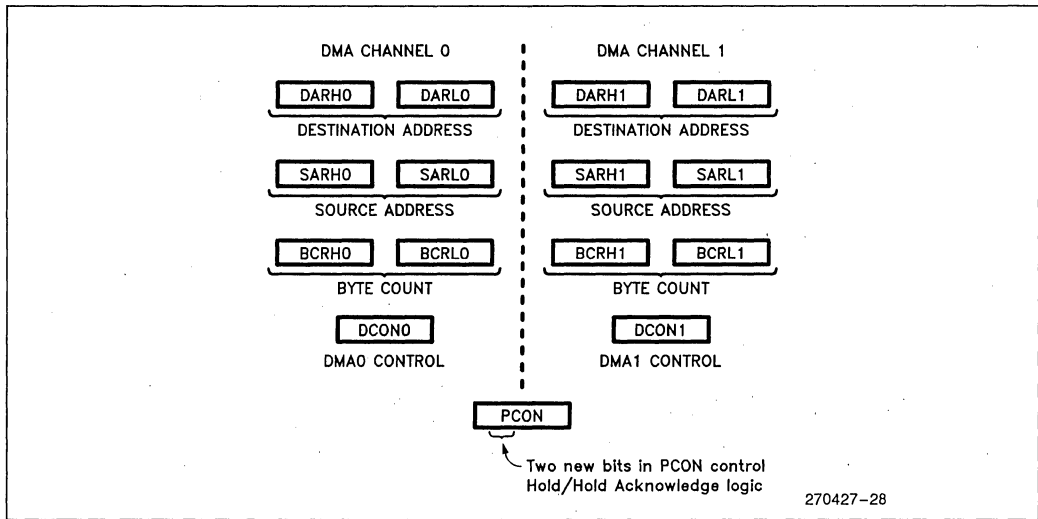 DMA CHANNEL 0 DMA CHANNEL 1
DARH0 DARL0 DARH1 DARL1
DESTINATION ADDRESS DESTINATION ADDRESS
SARH0 SARL0 SARH1 SARL1
SOURCE ADDRESS SOURCE ADDRESS
BCRH0 BCRL0 BCRH1 BCRL1
BYTE COUNT BYTE COUNT
DCON0 DCON1
DMA0 CONTROL DMA1 CONTROL
PCON
Two new bits in PCON control
Hold/Hold Acknowledge logic
270427-28